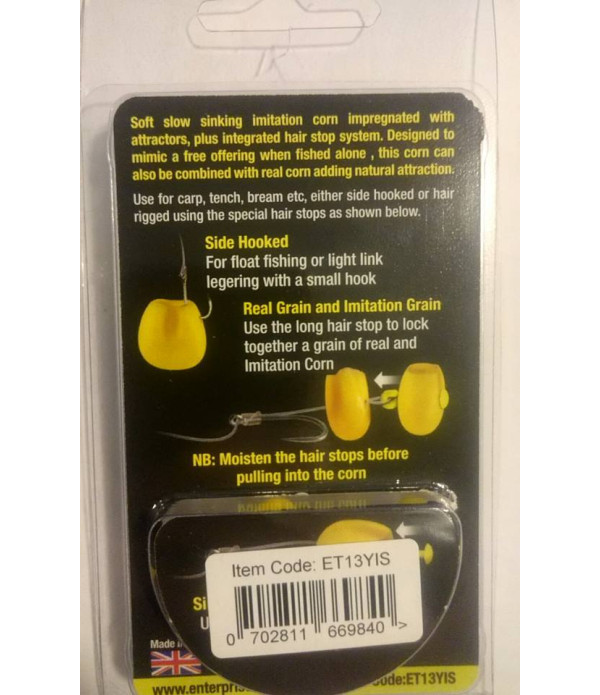 Soft slow sinking imitation corn impregnated with
attractors, plus integrated hair stop system. Designed to
mimic a free offering when fished alone , this corn can
also be combined with real corn adding natural attraction.
Use for carp, tench, bream etc, either side hooked or hair
rigged using the special hair stops as shown below.
Side Hooked
For float fishing or light link
legering with a small hook
Real Grain and Imitation Grain
Use the long hair stop to lock
together a grain of real and
Imitation Corn
NB: Moisten the hair stops before
pulling into the corn
Item Code: ET13YIS
0 702811 669840 >
Made
www.enterpri
Code:ET13YIS